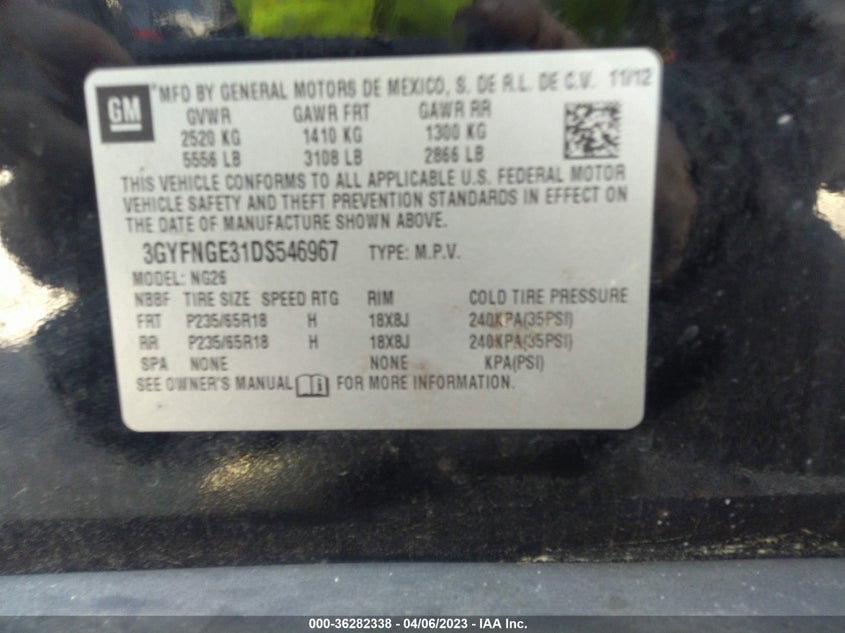 GM
® MFD BY GENERAL MOTORS DE MEXICO, S. DE R.L. DE C.V. 11/12
GVWR GAWR FRT GAWR RR
2520 KG 1410 KG 1300 KG
5556 LB 3108 LB 2866 LB
THIS VEHICLE CONFORMS TO ALL APPLICABLE U.S. FEDERAL MOTOR
VEHICLE SAFETY AND THEFT PREVENTION STANDARDS IN EFFECT ON
THE DATE OF MANUFACTURE SHOWN ABOVE.
3GYFNGE31DS546967 TYPE: M.P.V.
MODEL: NG26
NBBF TIRE SIZE SPEED RTG RIM COLD TIRE PRESSURE
FRT P235/65R18 H 18X8J 240KPA(35PSI)
RR P235/65R18 H 18X8J 240KPA(35PSI)
SPA NONE NONE KPA(PSI)
SEE OWNER'S MANUAL i FOR MORE INFORMATION.
000-36282338 - 04/06/2023 - IAA Inc.